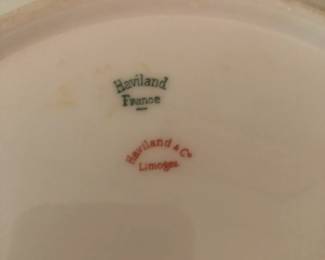 Haviland
France
Haviland & Co
Limoges